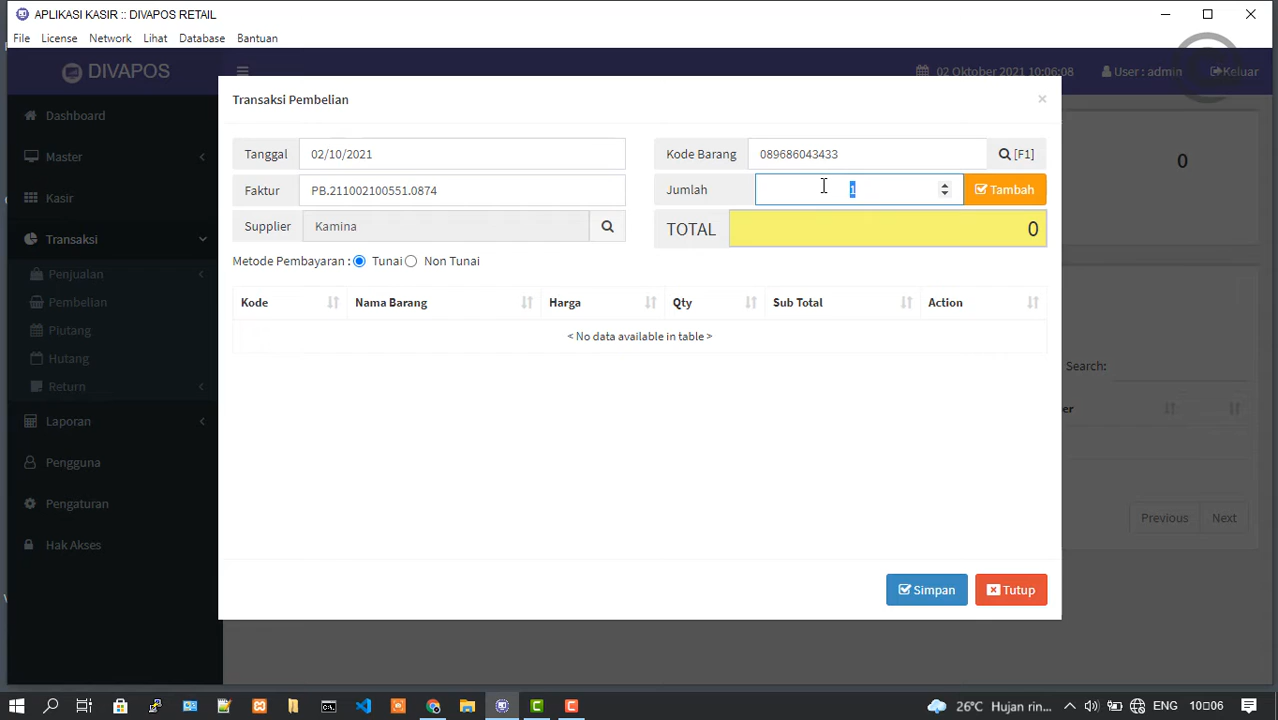 APLIKASI KASIR :: DIVAPOS RETAIL
File License Network Lihat Database Bantuan
DIVAPOS
02 Oktober 2021 10:06:08 User : admin Keluar
Dashboard
Master
Kasir
Transaksi
Penjualan
Pembelian
Piutang
Hutang
Return
Laporan
Pengguna
Pengaturan
Hak Akses
Transaksi Pembelian ×
Tanggal 02/10/2021
Faktur PB.211002100551.0874
Supplier Kamina
Metode Pembayaran : Tunai Non Tunai
Kode Barang 089686043433 [F1]
Jumlah 1 Tambah
TOTAL 0
Kode Nama Barang Harga Qty Sub Total Action
< No data available in table >
Simpan Tutup
0
Search:
er
Previous Next
26°C Hujan rin... ENG 10:06